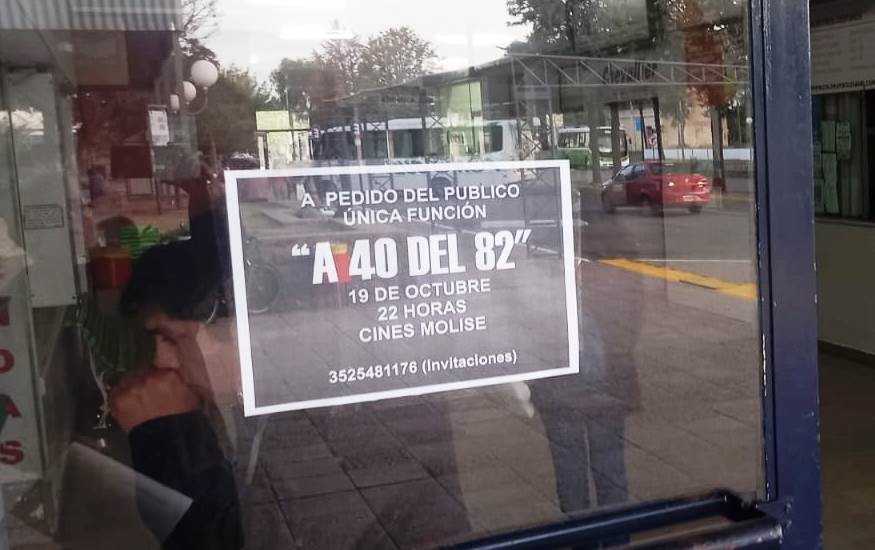 A PEDIDO DEL PUBLICO
ÚNICA FUNCIÓN
"A 40 DEL 82"
19 DE OCTUBRE
22 HORAS
CINES MOLISE
3525481176 (Invitaciones)